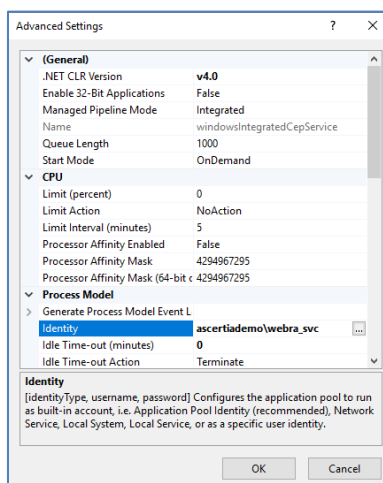 Advanced Settings ? ×
(General)
.NET CLR Version v4.0
Enable 32-Bit Applications False
Managed Pipeline Mode Integrated
Name windowsIntegratedCepService
Queue Length 1000
Start Mode OnDemand
CPU
Limit (percent) 0
Limit Action NoAction
Limit Interval (minutes) 5
Processor Affinity Enabled False
Processor Affinity Mask 4294967295
Processor Affinity Mask (64-bit c 4294967295
Process Model
Generate Process Model Event L
Identity ascertiademo\webra_svc ...
Idle Time-out (minutes) 0
Idle Time-out Action Terminate
Identity
[identityType, username, password] Configures the application pool to run
as built-in account, i.e. Application Pool Identity (recommended), Network
Service, Local System, Local Service, or as a specific user identity.
OK Cancel